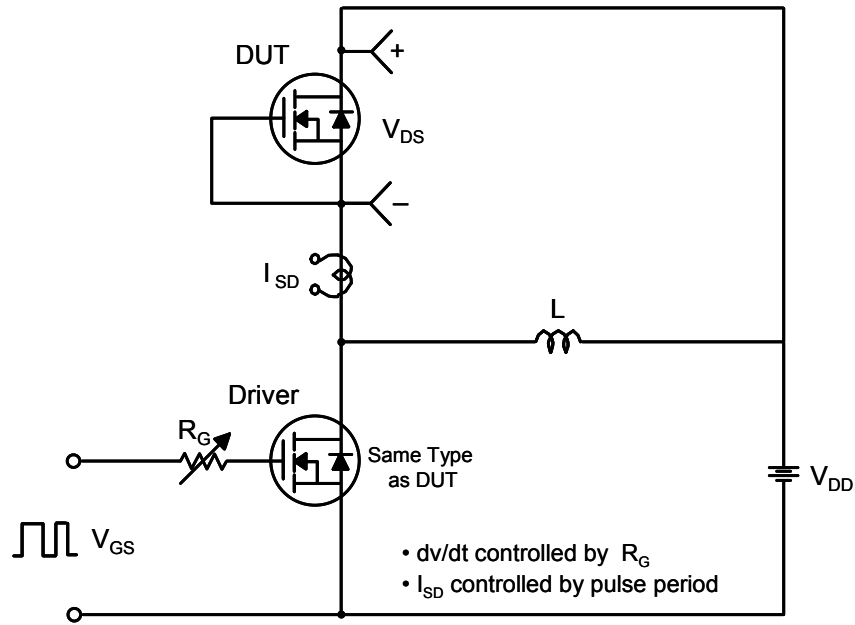 DUT
+
V_DS
−
I_SD
L
Driver
R_G
Same Type
as DUT
V_DD
V_GS
• dv/dt controlled by R_G
• I_SD controlled by pulse period